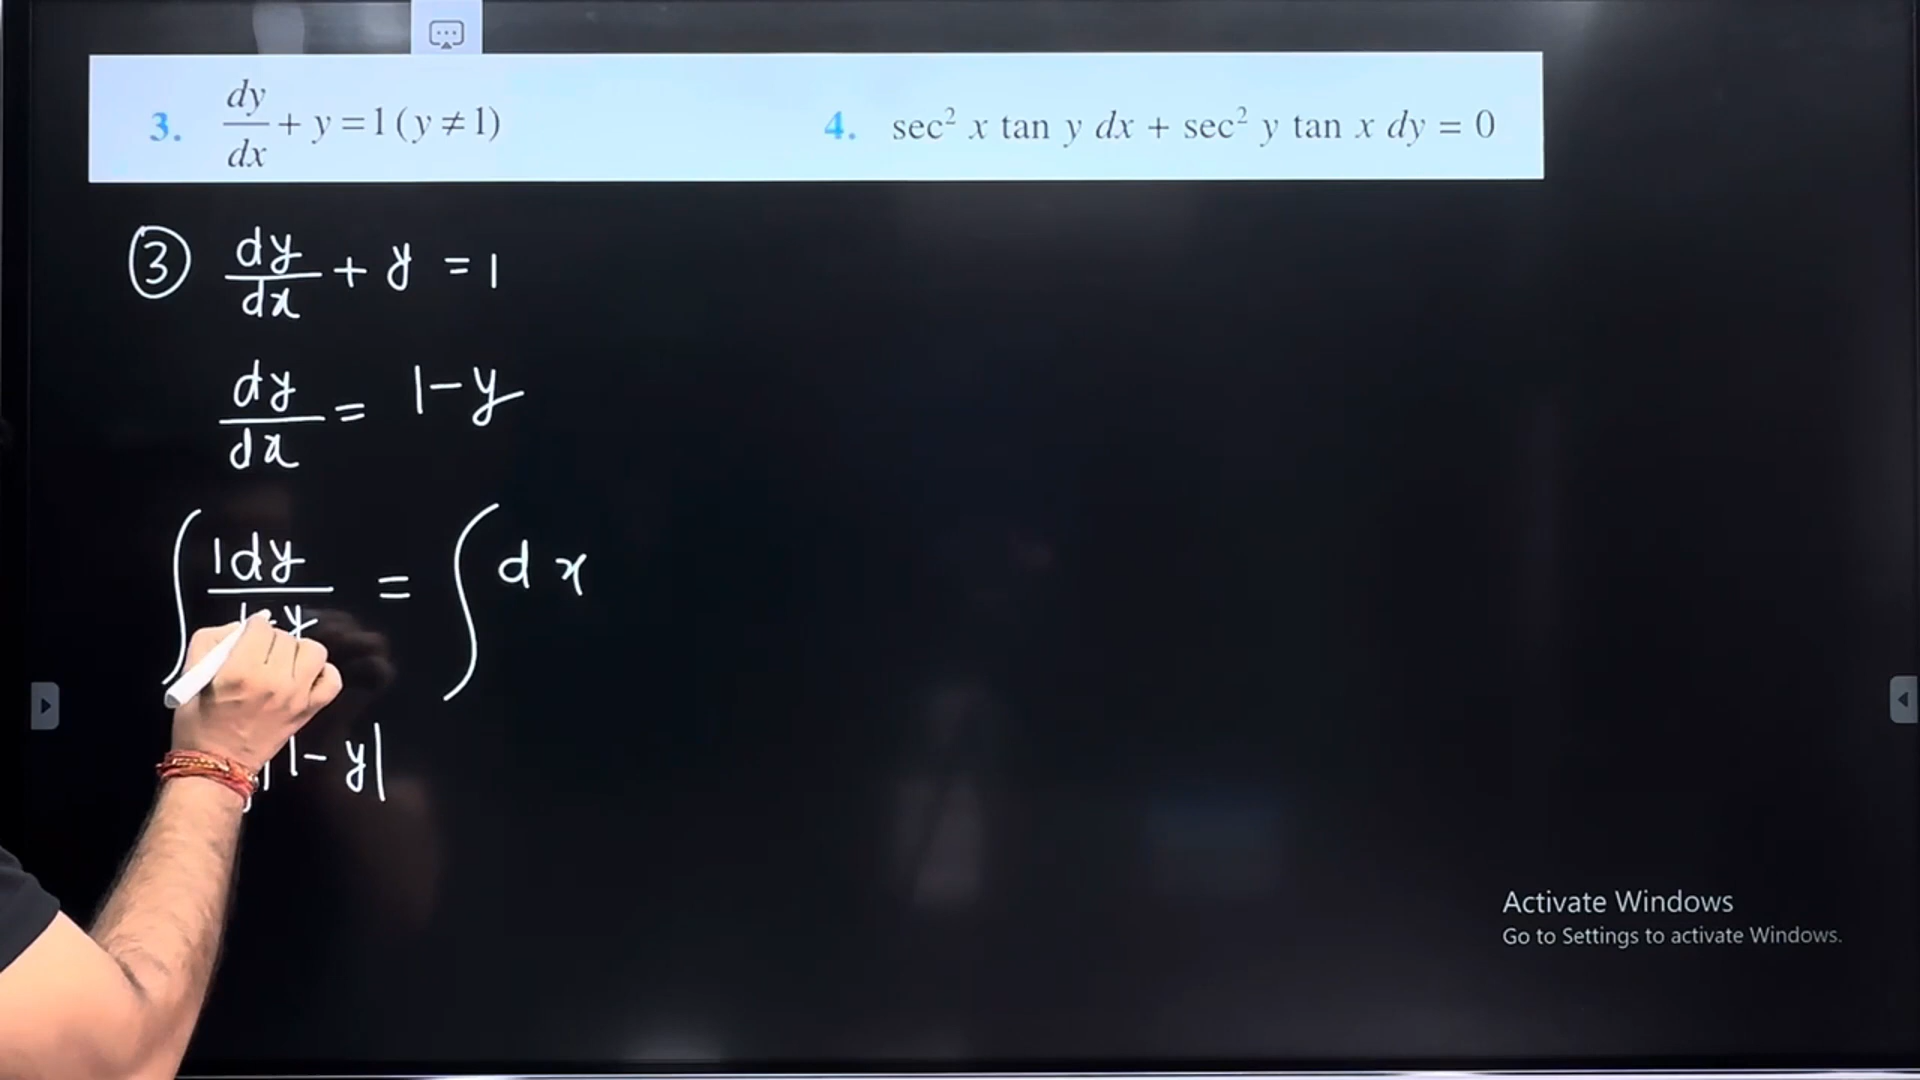 3. dy/dx + y = 1 (y ≠ 1) 4. sec² x tan y dx + sec² y tan x dy = 0
③ dy/dx + y = 1
dy/dx = 1 - y
∫ 1dy/1-y = ∫ dx
|1 - y|
Activate Windows
Go to Settings to activate Windows.